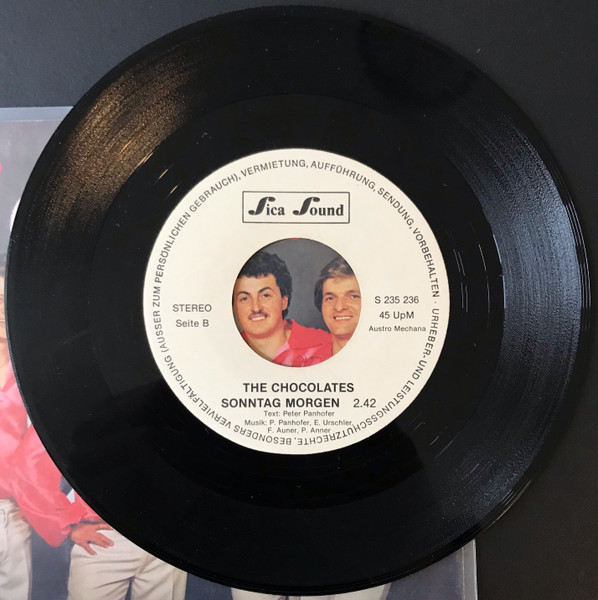 Sica Sound
STEREO
Seite B
S 235 236
45 UpM
Austro Mechana
THE CHOCOLATES
SONNTAG MORGEN 2.42
Text: Peter Panhofer
Musik: P. Panhofer, E. Urschler,
F. Auner, P. Anner
URHEBER- UND LEISTUNGSSCHUTZRECHTE, BESONDERS VERVIELFÄLTIGUNG (AUSSER ZUM PERSÖNLICHEN GEBRAUCH), VERMIETUNG, AUFFÜHRUNG, SENDUNG, VORBEHALTEN ·